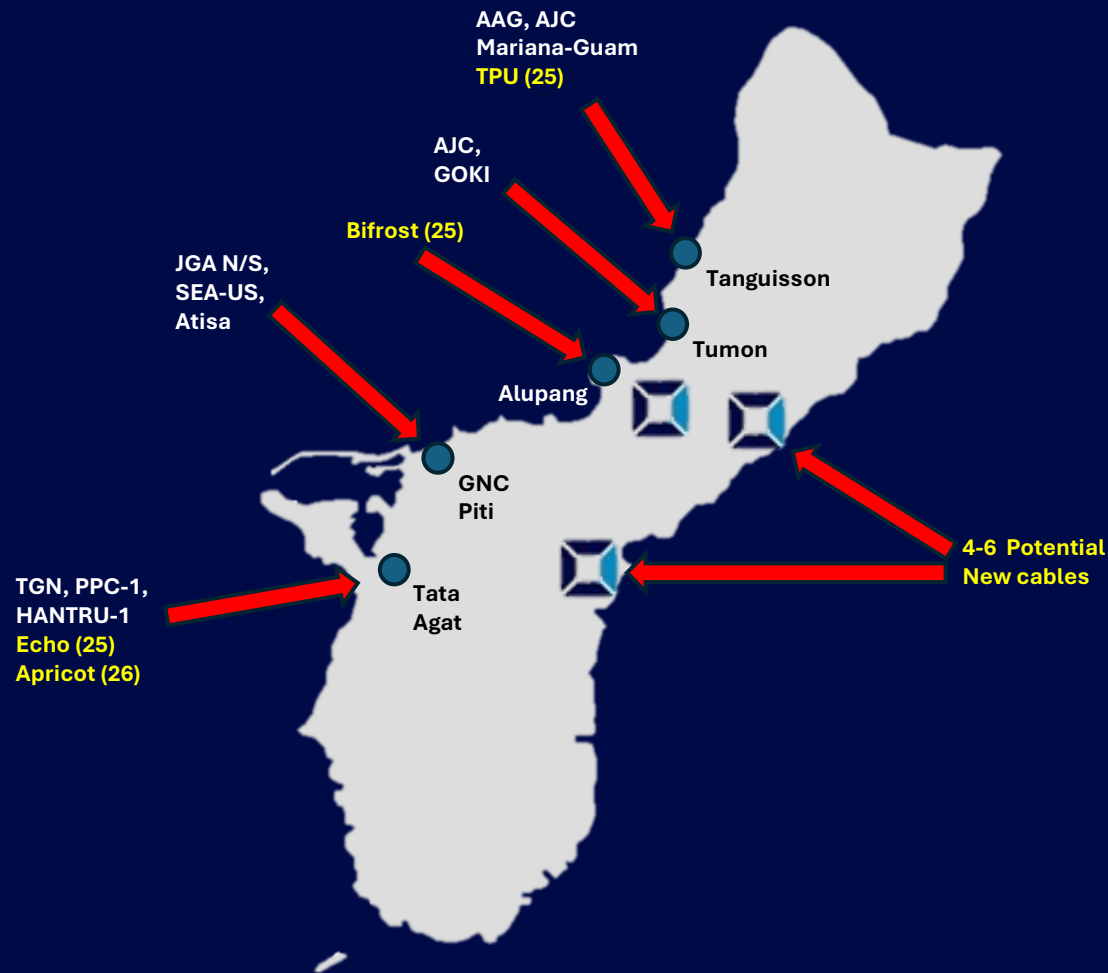 AAG, AJC
Mariana-Guam
TPU (25)
AJC,
GOKI
Bifrost (25)
JGA N/S,
SEA-US,
Atisa
Tanguisson
Tumon
Alupang
GNC
Piti
4-6  Potential
New cables
TGN, PPC-1,
HANTRU-1
Echo (25)
Apricot (26)
Tata
Agat